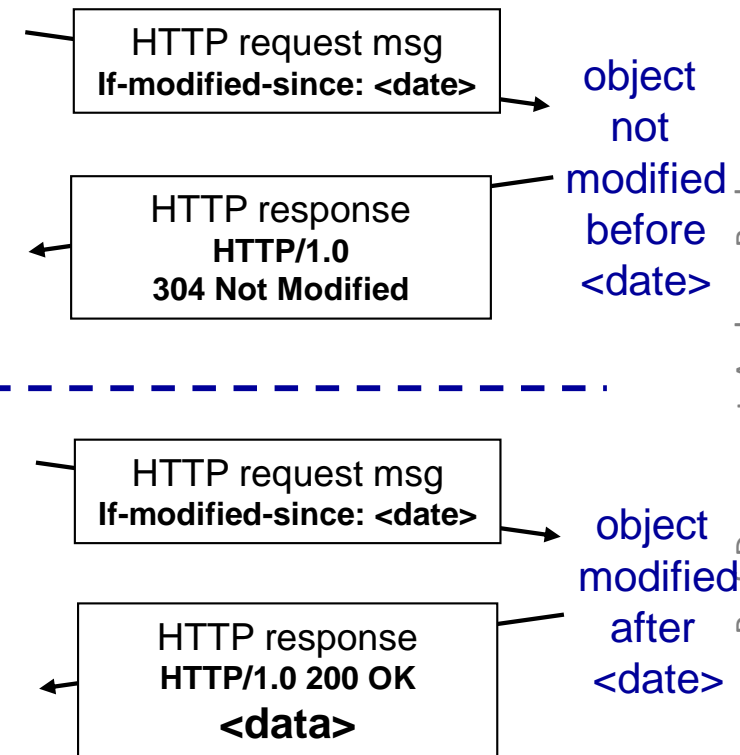 HTTP request msg
If-modified-since: <date>
object
not
modified
before
<date>
HTTP response
HTTP/1.0
304 Not Modified
HTTP request msg
If-modified-since: <date>
object
modified
after
<date>
HTTP response
HTTP/1.0 200 OK
<data>